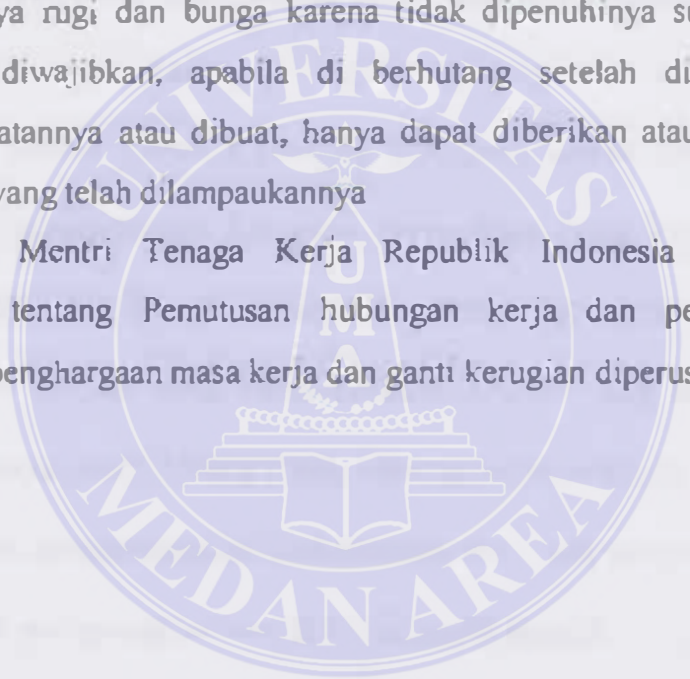 ya rugi dan bunga karena tidak dipenuhinya s
diwajibkan, apabila di berhutang setelah di
atannya atau dibuat, hanya dapat diberikan atau
yang telah dilampaukannya
Mentri Tenaga Kerja Republik Indonesia
tentang Pemutusan hubungan kerja dan pe
penghargaan masa kerja dan ganti kerugian diperus
UNIVERSITAS
UMA
MEDAN AREA